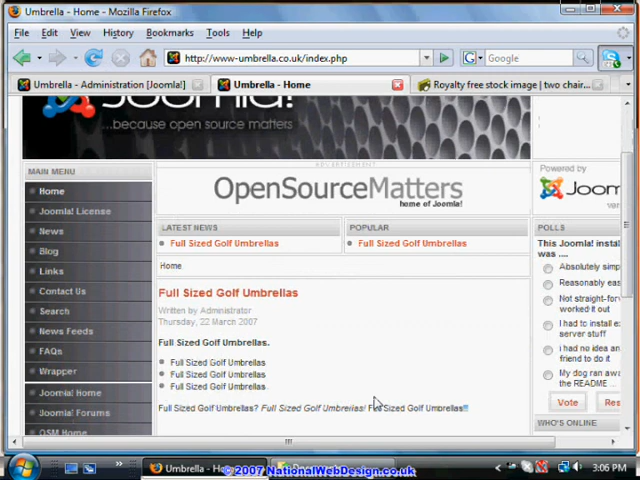 Umbrella - Home - Mozilla Firefox
File Edit View History Bookmarks Tools Help
http://www-umbrella.co.uk/index.php
Google
Umbrella - Administration [Joomla!]
Umbrella - Home
Royalty free stock image | two chair...
Joomla!
...because open source matters
MAIN MENU
Home
Joomla! License
News
Blog
Links
Contact Us
Search
News Feeds
FAQs
Wrapper
Joomla! Home
Joomla! Forums
OSM Home
ADVERTISEMENT
OpenSourceMatters
home of Joomla!
LATEST NEWS
Full Sized Golf Umbrellas
POPULAR
Full Sized Golf Umbrellas
Home
Full Sized Golf Umbrellas
Written by Administrator
Thursday, 22 March 2007
Full Sized Golf Umbrellas.
Full Sized Golf Umbrellas
Full Sized Golf Umbrellas
Full Sized Golf Umbrellas
Full Sized Golf Umbrellas? Full Sized Golf Umbrellas! Full Sized Golf Umbrellas!!!
Powered by
Joom
ver
POLLS
This Joomla! instal
was ....
Absolutely simp
Reasonably eas
Not straight-for
worked it out
I had to install ex
server stuff
I had no idea an
friend to do it
My dog ran awa
the README ..
Vote
Res
WHO'S ONLINE
Umbrella - Ho
© 2007 NationalWebDesign.co.uk
3:06 PM